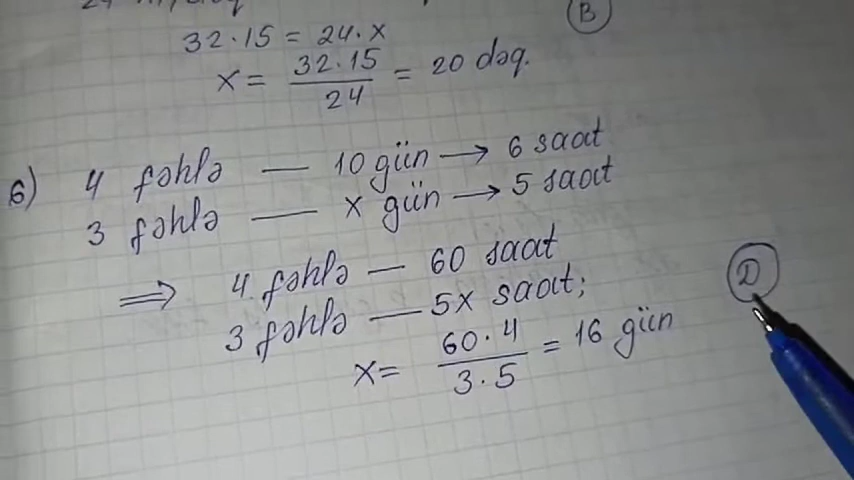 32·15 = 24·x
B
x = 32·15 / 24 = 20 dəq.
6) 4 fəhlə — 10 gün → 6 saat
3 fəhlə — x gün → 5 saat
⇒ 4 fəhlə — 60 saat
3 fəhlə — 5x saat;
D
x = 60·4 / 3·5 = 16 gün